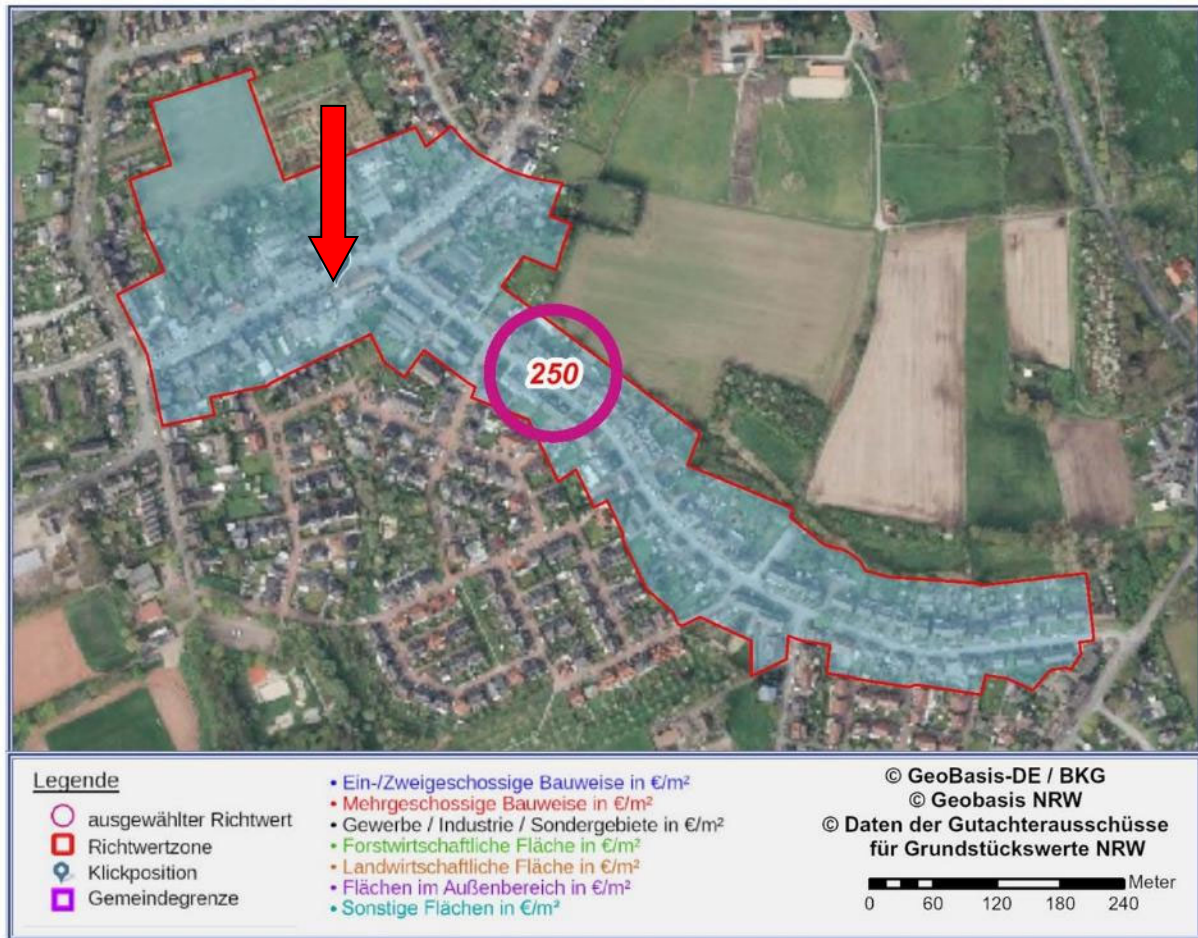 250
Legende
ausgewählter Richtwert
Richtwertzone
Klickposition
Gemeindegrenze
• Ein-/Zweigeschossige Bauweise in €/m²
• Mehrgeschossige Bauweise in €/m²
• Gewerbe / Industrie / Sondergebiete in €/m²
• Forstwirtschaftliche Fläche in €/m²
• Landwirtschaftliche Fläche in €/m²
• Flächen im Außenbereich in €/m²
• Sonstige Flächen in €/m²
© GeoBasis-DE / BKG
© Geobasis NRW
© Daten der Gutachterausschüsse
für Grundstückswerte NRW
Meter
0 60 120 180 240